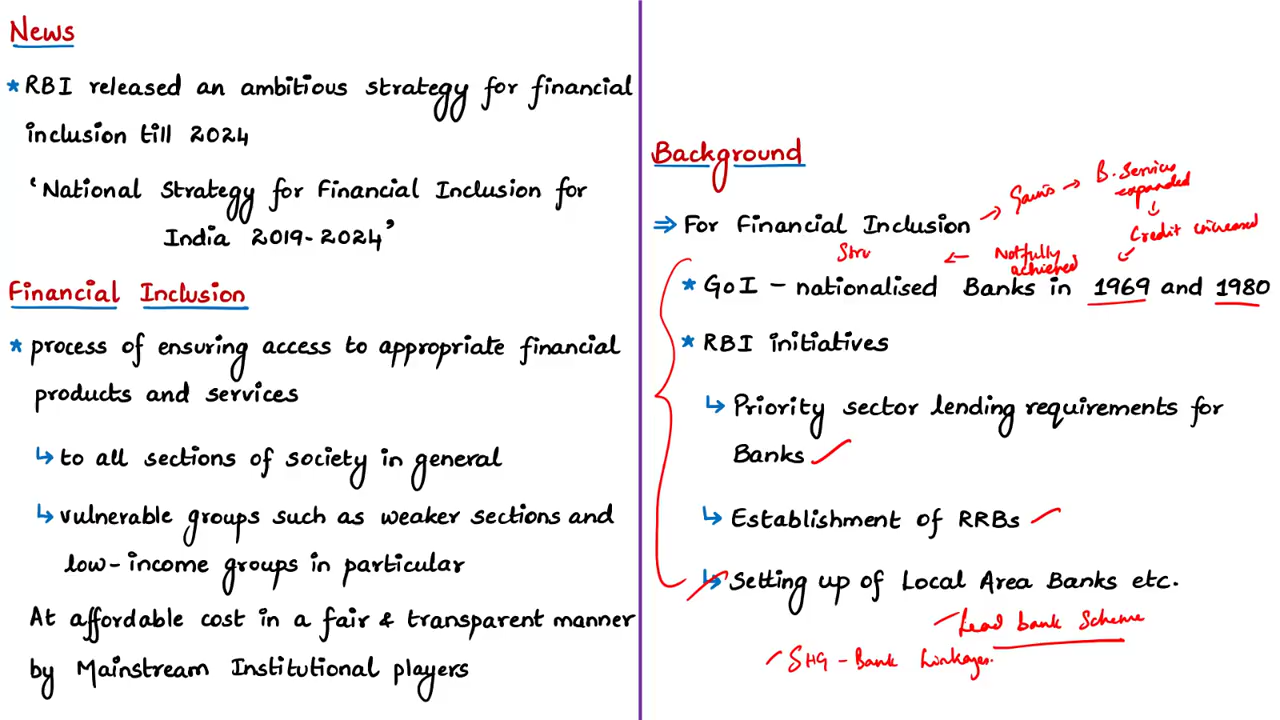 News
* RBI released an ambitious strategy for financial
inclusion till 2024
'National Strategy for Financial Inclusion for
India 2019-2024'
Financial Inclusion
* process of ensuring access to appropriate financial
products and services
↳ to all sections of society in general
↳ vulnerable groups such as weaker sections and
low-income groups in particular
At affordable cost in a fair & transparent manner
by Mainstream Institutional players
Background
⇒ For Financial Inclusion → Gains → B. Services
expanded
↓
Credit increased
Stru ← Not fully
achieved
* GoI - nationalised Banks in 1969 and 1980
* RBI initiatives
↳ Priority sector lending requirements for
Banks ✓
↳ Establishment of RRBs ✓
↳ Setting up of Local Area Banks etc.
✓ Lead bank Scheme
✓ SHG - Bank Linkages.